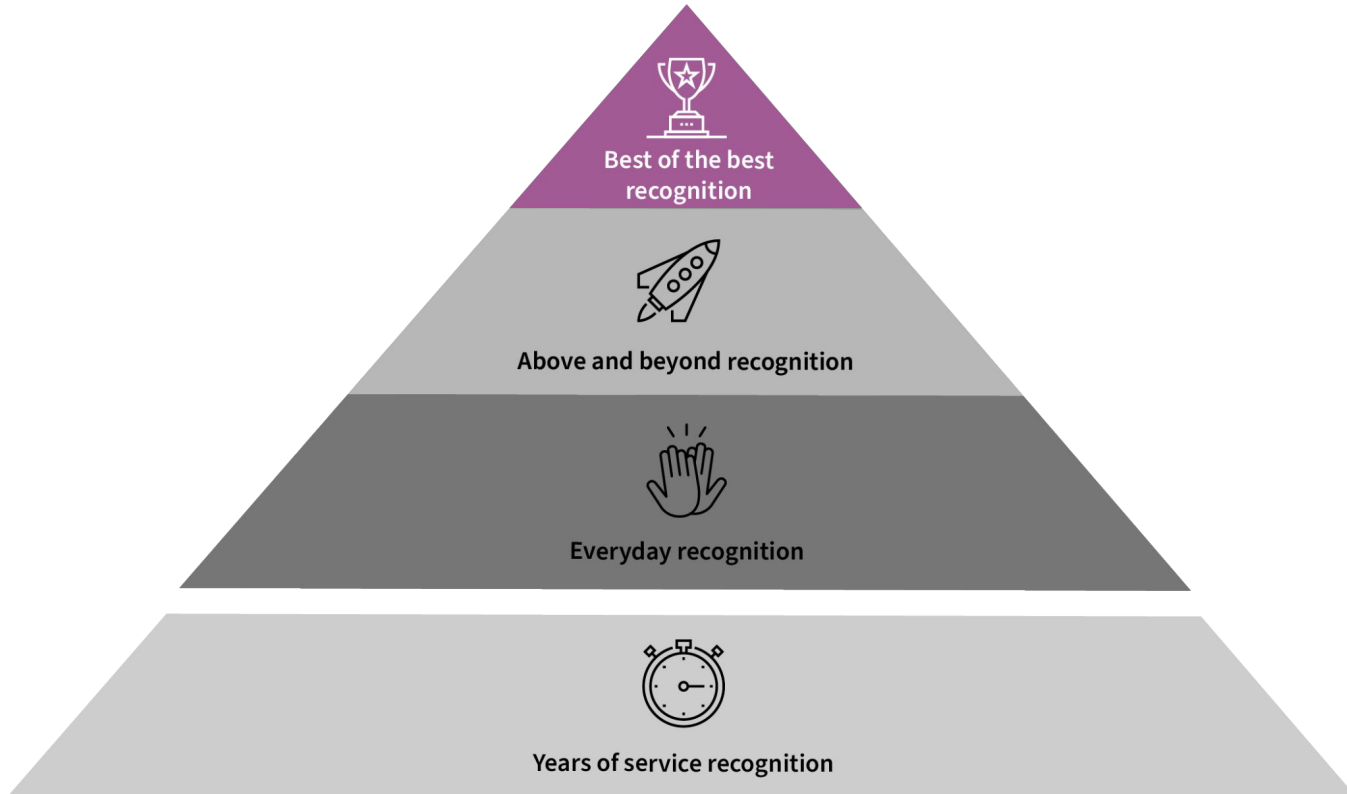 Best of the best
recognition
Above and beyond recognition
Everyday recognition
Years of service recognition